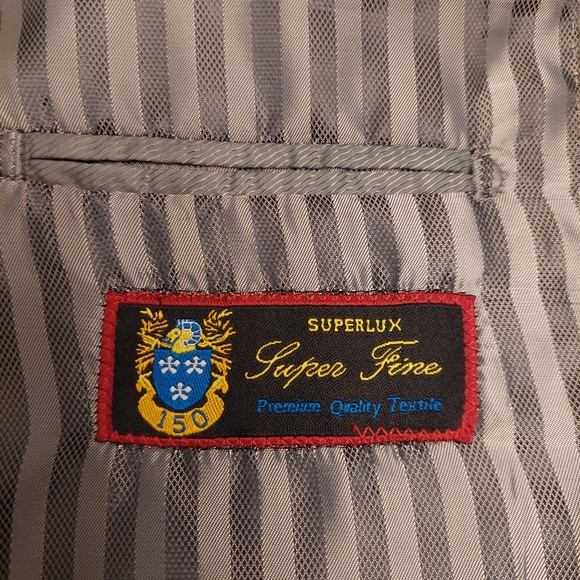 SUPERLUX
Super Fine
Premium Quality Textile
150